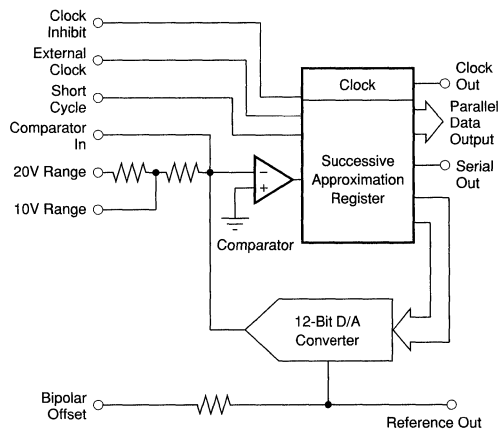 Clock
Inhibit
External
Clock
Short
Cycle
Comparator
In
20V Range
10V Range
−
+
Comparator
Clock
Successive
Approximation
Register
Clock
Out
Parallel
Data
Output
Serial
Out
12-Bit D/A
Converter
Bipolar
Offset
Reference Out